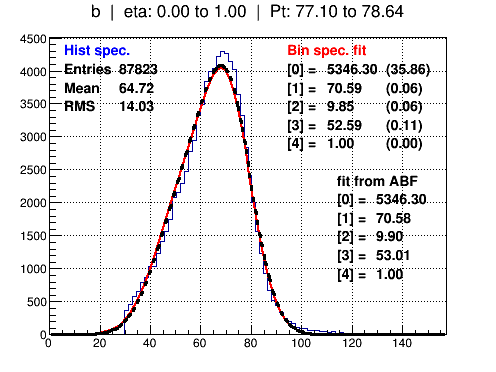 b | eta: 0.00 to 1.00 | Pt: 77.10 to 78.64
Hist spec.
Entries 87823
Mean 64.72
RMS 14.03
Bin spec. fit
[0] = 5346.30 (35.86)
[1] = 70.59 (0.06)
[2] = 9.85 (0.06)
[3] = 52.59 (0.11)
[4] = 1.00 (0.00)
fit from ABF
[0] = 5346.30
[1] = 70.58
[2] = 9.90
[3] = 53.01
[4] = 1.00
4500
4000
3500
3000
2500
2000
1500
1000
500
0
0 20 40 60 80 100 120 140